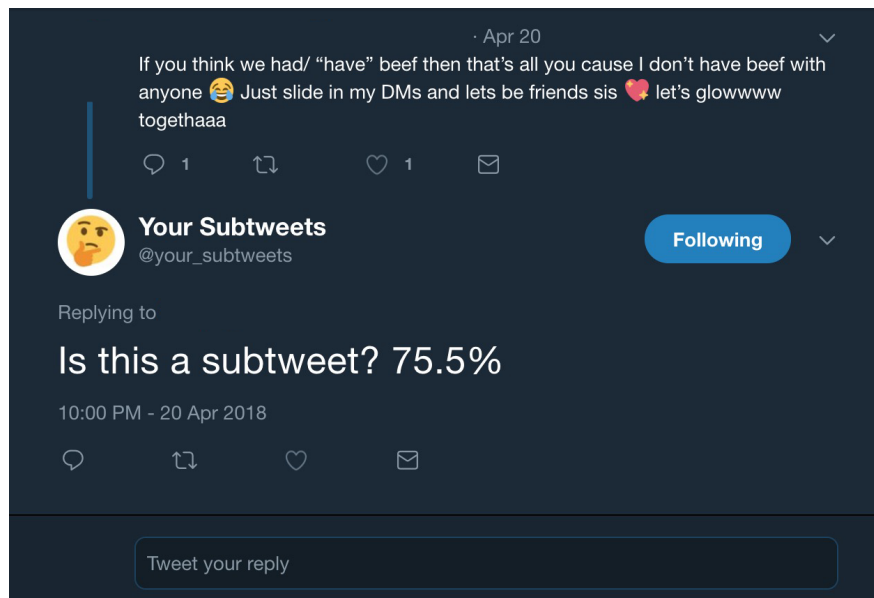 · Apr 20
If you think we had/ “have” beef then that’s all you cause I don’t have beef with
anyone 😂 Just slide in my DMs and lets be friends sis 💖 let’s glowwww
togethaaa
1 1
Your Subtweets
@your_subtweets
Following
Replying to
Is this a subtweet? 75.5%
10:00 PM - 20 Apr 2018
Tweet your reply